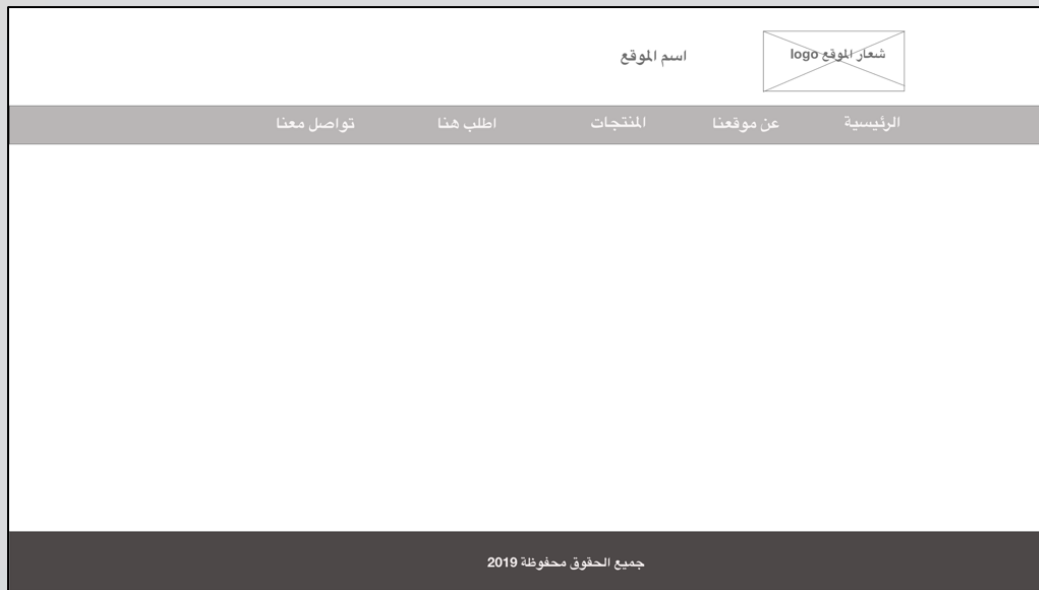 شعار الموقع logo
اسم الموقع
الرئيسية عن موقعنا المنتجات اطلب هنا تواصل معنا
جميع الحقوق محفوظة 2019